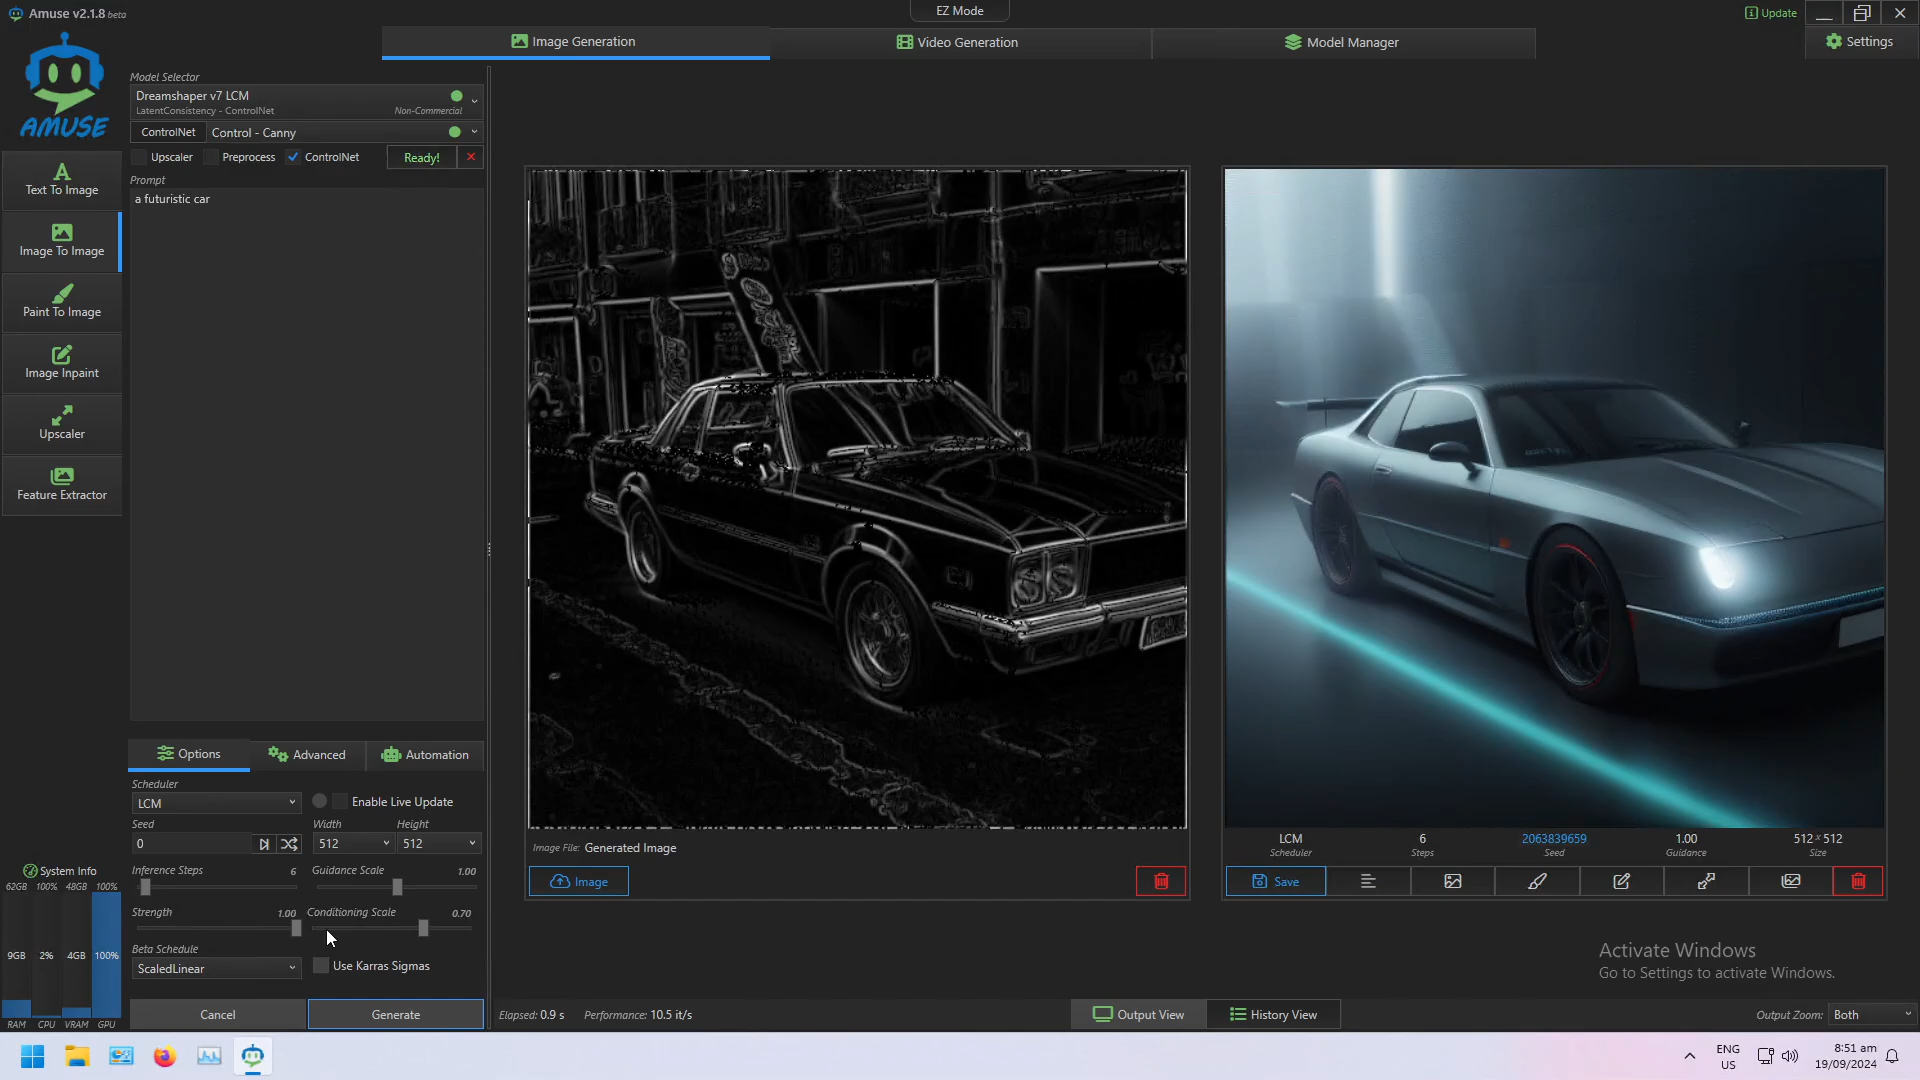 Amuse v2.1.8 beta
EZ Mode
Update
Image Generation
Video Generation
Model Manager
Settings
AMUSE
Model Selector
Dreamshaper v7 LCM
LatentConsistency - ControlNet
Non-Commercial
ControlNet
Control - Canny
Upscaler
Preprocess
ControlNet
Ready!
Prompt
a futuristic car
Text To Image
Image To Image
Paint To Image
Image Inpaint
Upscaler
Feature Extractor
Image File: Generated Image
Image
LCM
Scheduler
6
Steps
2063839659
Seed
1.00
Guidance
512 × 512
Size
Save
Options
Advanced
Automation
Scheduler
LCM
Enable Live Update
Seed
Width
Height
0
512
512
Inference Steps 6
Guidance Scale 1.00
Strength 1.00
Conditioning Scale 0.70
Beta Schedule
ScaledLinear
Use Karras Sigmas
System Info
62GB 100% 48GB 100%
9GB 2% 4GB 100%
RAM CPU VRAM GPU
Cancel
Generate
Elapsed: 0.9 s
Performance: 10.5 it/s
Output View
History View
Output Zoom: Both
Activate Windows
Go to Settings to activate Windows.
ENG
US
8:51 am
19/09/2024